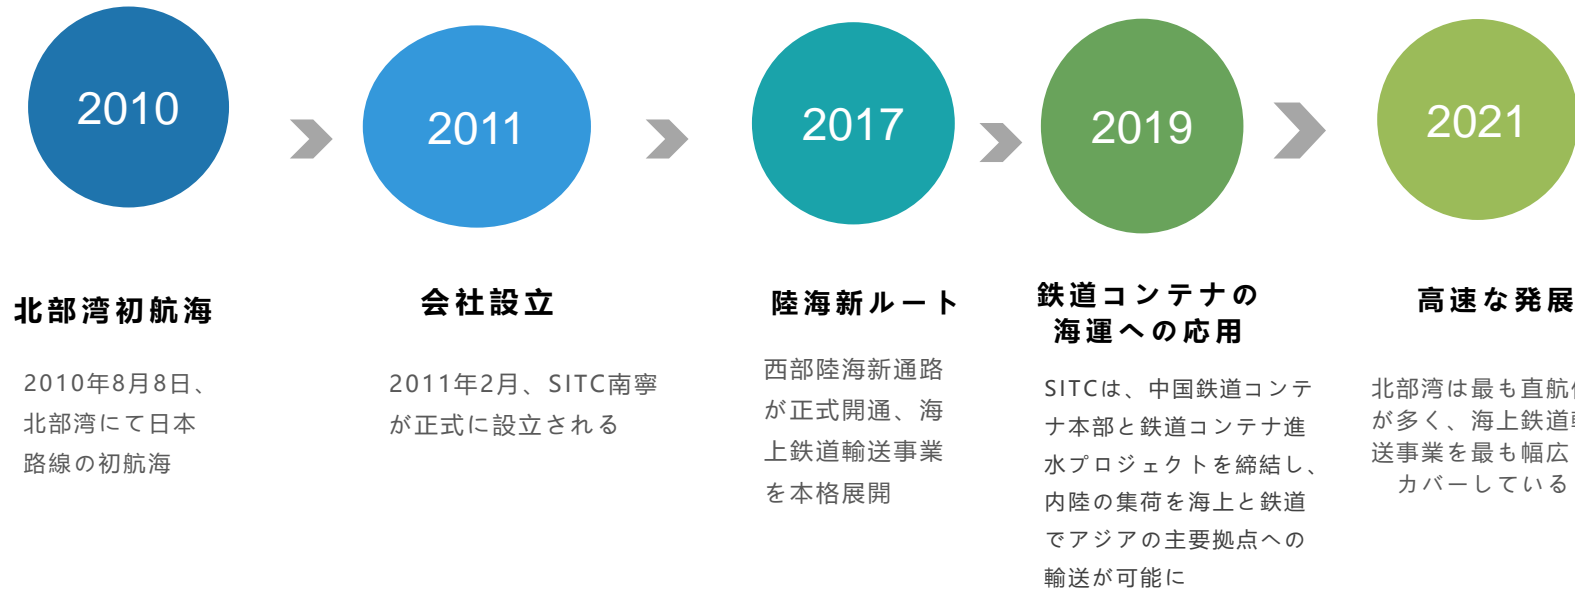 2010
2011
2017
2019
2021
北部湾初航海
2010年8月8日、
北部湾にて日本
路線の初航海
会社設立
2011年2月、SITC南寧
が正式に設立される
陸海新ルート
西部陸海新通路
が正式開通、海
上鉄道輸送事業
を本格展開
鉄道コンテナの
海運への応用
SITCは、中国鉄道コンテ
ナ本部と鉄道コンテナ進
水プロジェクトを締結し、
内陸の集荷を海上と鉄道
でアジアの主要拠点への
輸送が可能に
高速な発展
北部湾は最も直航
が多く、海上鉄道
送事業を最も幅広
カバーしている